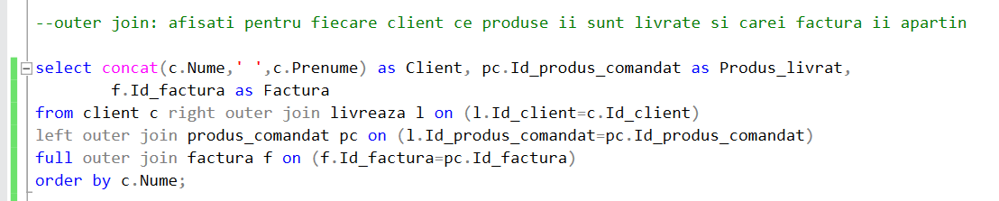 --outer join: afisati pentru fiecare client ce produse ii sunt livrate si carei factura ii apartin
select concat(c.Nume,' ',c.Prenume) as Client, pc.Id_produs_comandat as Produs_livrat,
f.Id_factura as Factura
from client c right outer join livreaza l on (l.Id_client=c.Id_client)
left outer join produs_comandat pc on (l.Id_produs_comandat=pc.Id_produs_comandat)
full outer join factura f on (f.Id_factura=pc.Id_factura)
order by c.Nume;